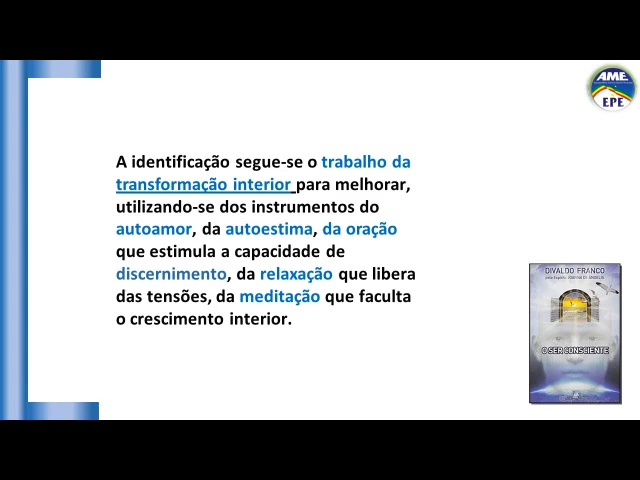 AME
EPE
A identificação segue-se o trabalho da
transformação interior para melhorar,
utilizando-se dos instrumentos do
autoamor, da autoestima, da oração
que estimula a capacidade de
discernimento, da relaxação que libera
das tensões, da meditação que faculta
o crescimento interior.
DIVALDO FRANCO
O SER CONSCIENTE